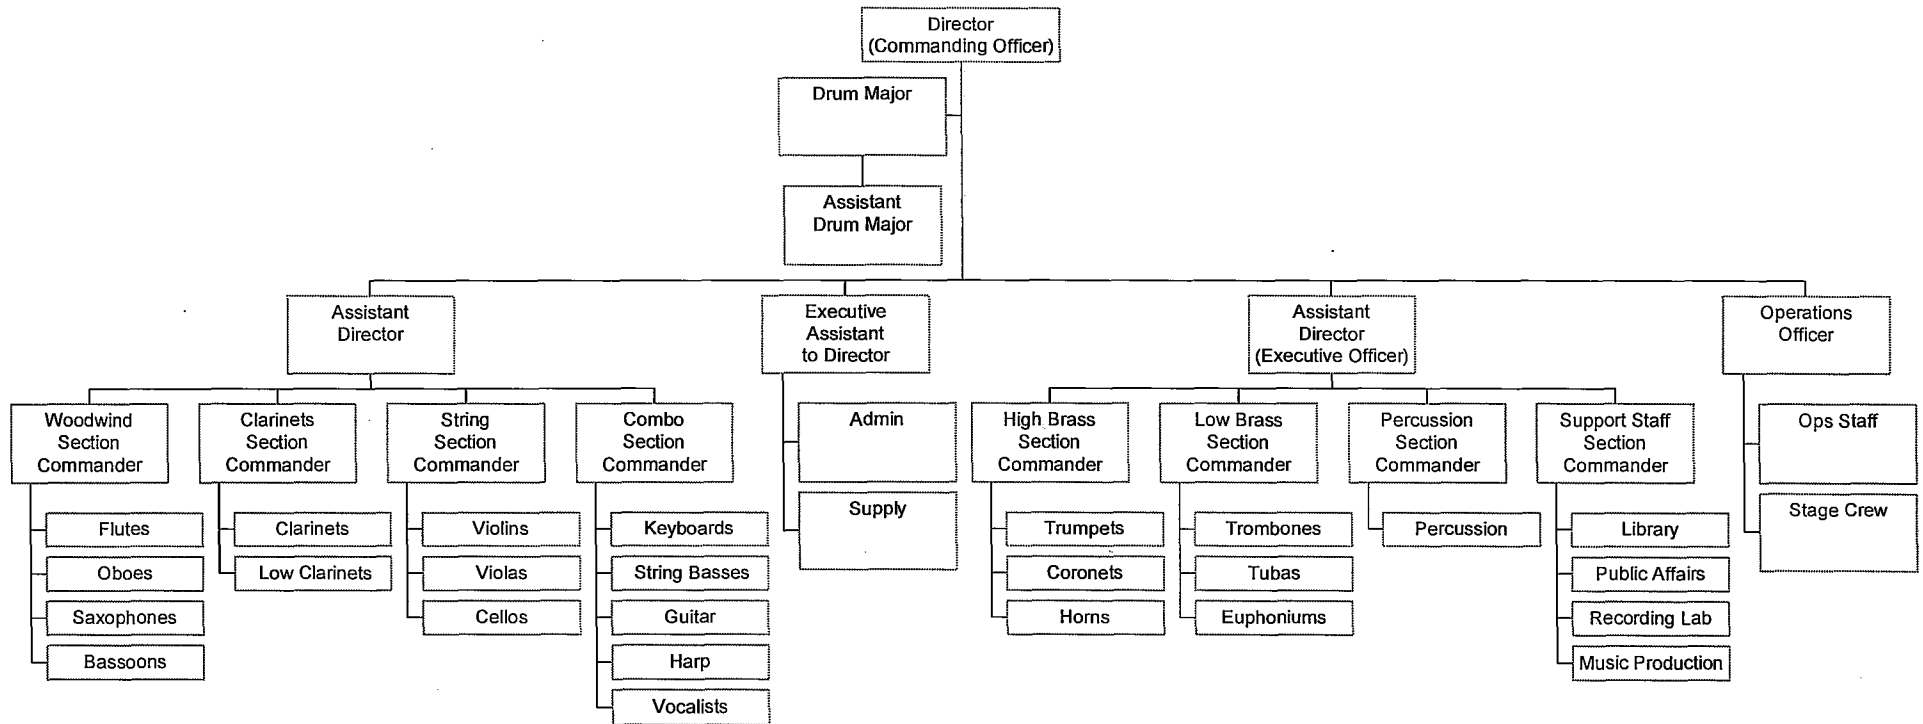 Director
(Commanding Officer)
Drum Major
Assistant
Drum Major
Assistant
Director
Executive
Assistant
to Director
Assistant
Director
(Executive Officer)
Operations
Officer
Woodwind
Section
Commander
Flutes
Oboes
Saxophones
Bassoons
Clarinets
Section
Commander
Clarinets
Low Clarinets
String
Section
Commander
Violins
Violas
Cellos
Combo
Section
Commander
Keyboards
String Basses
Guitar
Harp
Vocalists
Admin
Supply
High Brass
Section
Commander
Trumpets
Coronets
Horns
Low Brass
Section
Commander
Trombones
Tubas
Euphoniums
Percussion
Section
Commander
Percussion
Support Staff
Section
Commander
Library
Public Affairs
Recording Lab
Music Production
Ops Staff
Stage Crew